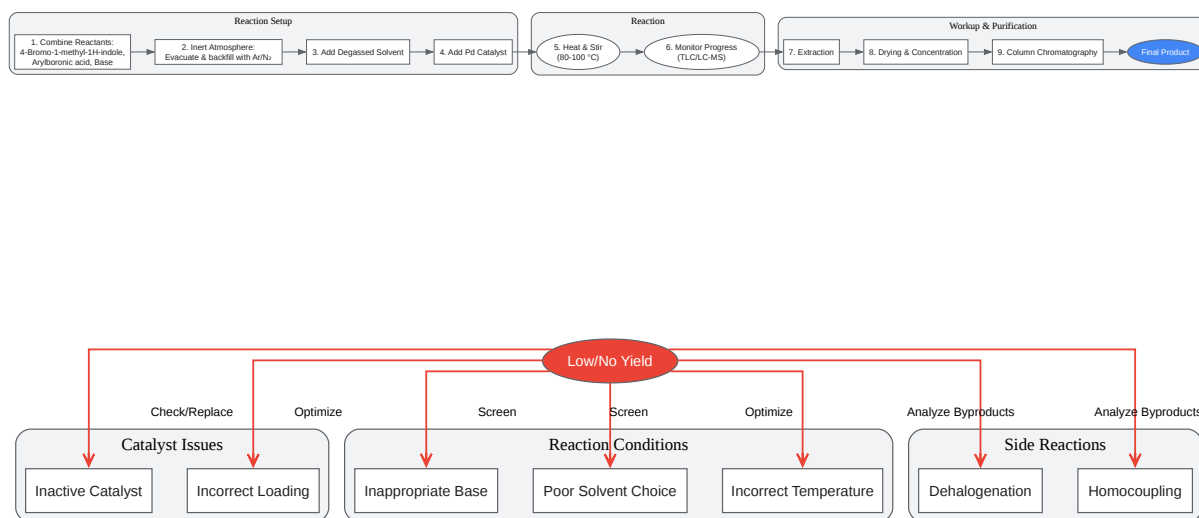 Reaction Setup
1. Combine Reactants:
4-Bromo-1-methyl-1H-indole,
Arylboronic acid, Base
2. Inert Atmosphere:
Evacuate & backfill with Ar/N₂
3. Add Degassed Solvent
4. Add Pd Catalyst
Reaction
5. Heat & Stir
(80-100 °C)
6. Monitor Progress
(TLC/LC-MS)
Workup & Purification
7. Extraction
8. Drying & Concentration
9. Column Chromatography
Final Product
Low/No Yield
Check/Replace
Optimize
Screen
Screen
Optimize
Analyze Byproducts
Analyze Byproducts
Catalyst Issues
Inactive Catalyst
Incorrect Loading
Reaction Conditions
Inappropriate Base
Poor Solvent Choice
Incorrect Temperature
Side Reactions
Dehalogenation
Homocoupling